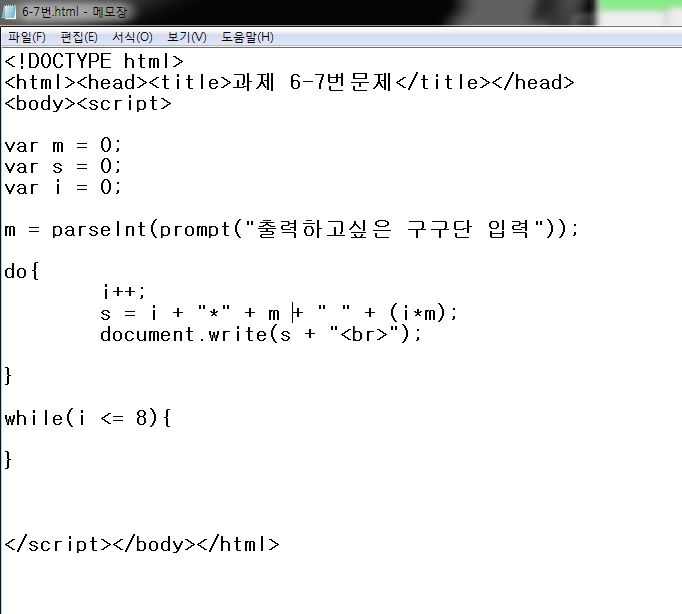 6-7번.html - 메모장
파일(F) 편집(E) 서식(O) 보기(V) 도움말(H)
<!DOCTYPE html>
<html><head><title>과제 6-7번문제</title></head>
<body><script>
var m = 0;
var s = 0;
var i = 0;
m = parseInt(prompt("출력하고싶은 구구단 입력"));
do{
i++;
s = i + "*" + m + " " + (i*m);
document.write(s + "<br>");
}
while(i <= 8){
}
</script></body></html>